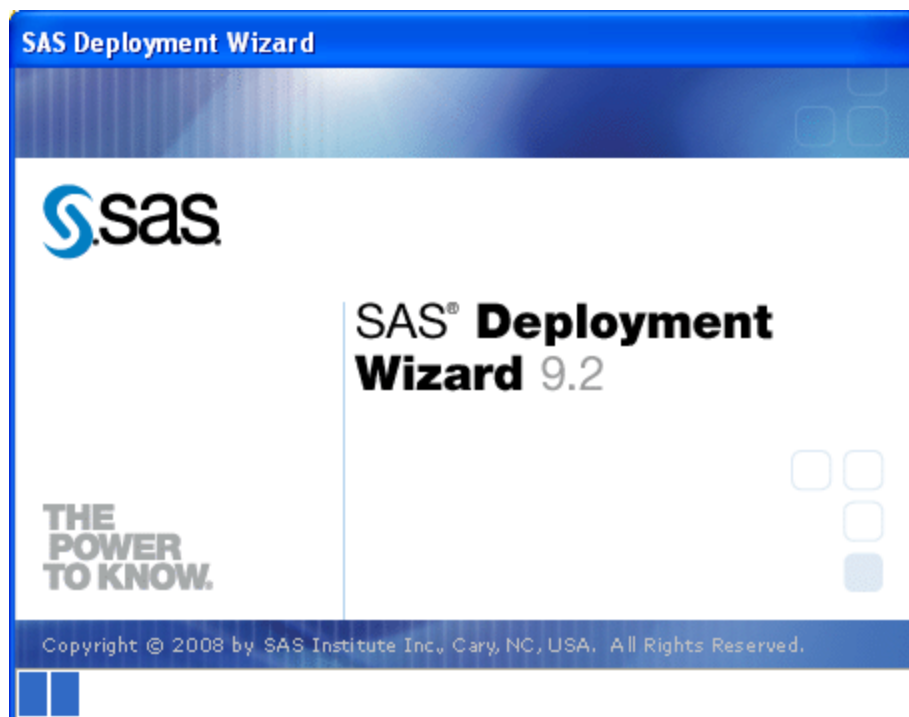 SAS Deployment Wizard
sas
SAS® Deployment
Wizard 9.2
THE
POWER
TO KNOW.
Copyright © 2008 by SAS Institute Inc., Cary, NC, USA. All Rights Reserved.